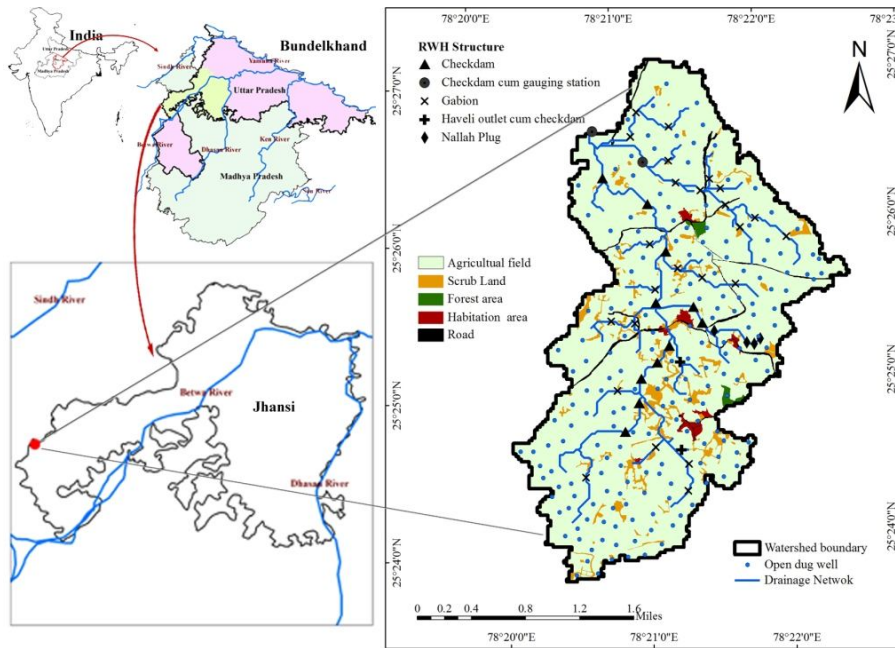 India
Uttar Pradesh
Madhya Pradesh
Bundelkhand
Sindh River
Yamuna River
Uttar Pradesh
Betwa River
Dhasan River
Ken River
Madhya Pradesh
Sindh River
Jhansi
Betwa River
Dhasan River
78°20'0"E
78°21'0"E
78°22'0"E
25°27'0"N
25°26'0"N
25°25'0"N
25°24'0"N
RWH Structure
Checkdam
Checkdam cum gauging station
Gabion
Haveli outlet cum checkdam
Nallah Plug
N
Agricultual field
Scrub Land
Forest area
Habitation area
Road
Watershed boundary
Open dug well
Drainage Netwok
0 0.2 0.4 0.8 1.2 1.6
Miles
78°20'0"E
78°21'0"E
78°22'0"E